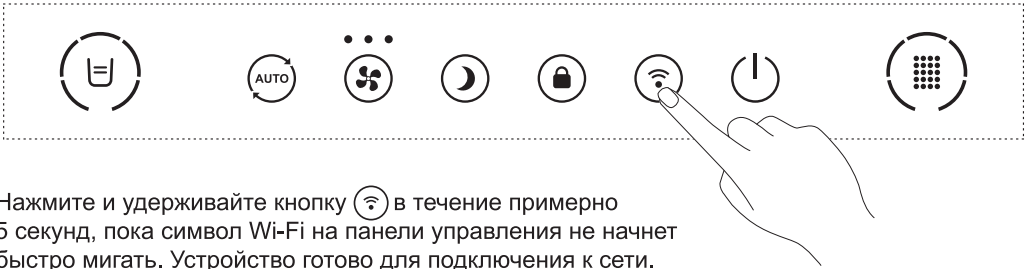 AUTO
Нажмите и удерживайте кнопку в течение примерно
5 секунд, пока символ Wi-Fi на панели управления не начнет
быстро мигать. Устройство готово для подключения к сети.